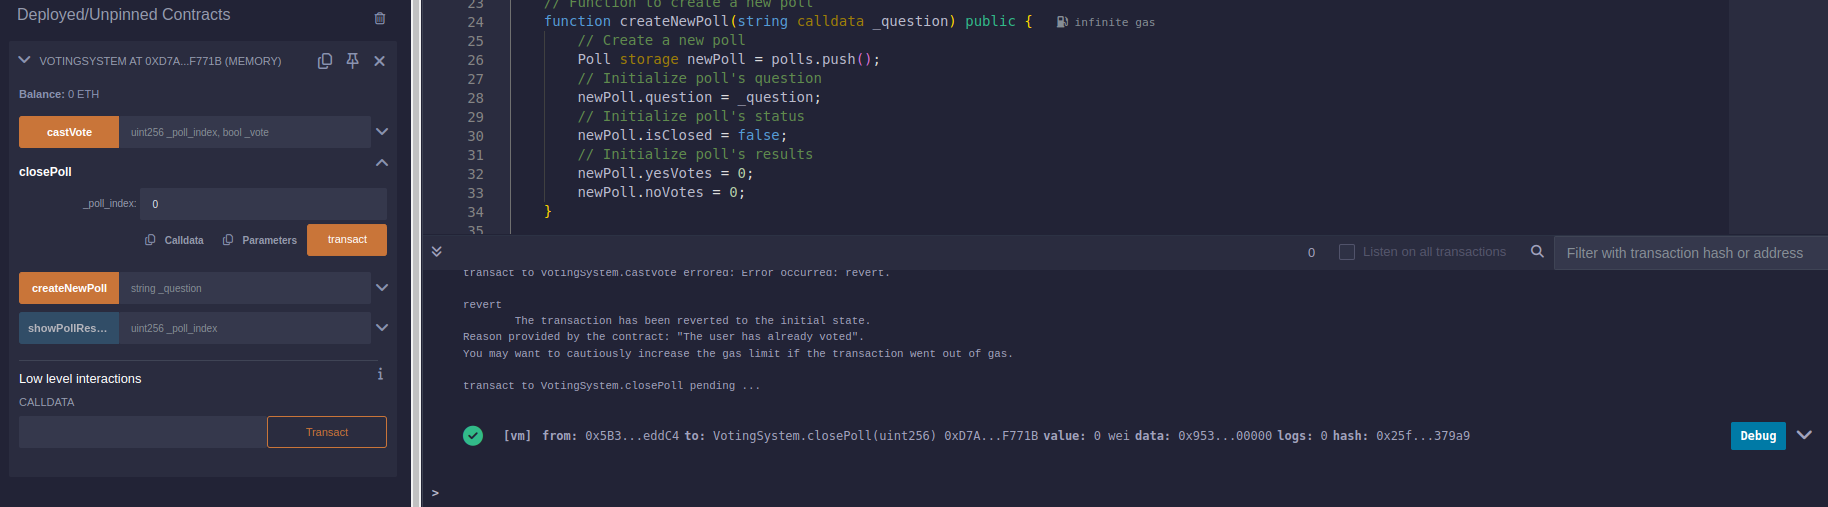 Deployed/Unpinned Contracts
VOTINGSYSTEM AT 0XD7A...F771B (MEMORY)
Balance: 0 ETH
castVote uint256 _poll_index, bool _vote
closePoll
_poll_index: 0
Calldata Parameters transact
createNewPoll string _question
showPollRes... uint256 _poll_index
Low level interactions
CALLDATA
Transact
23 // Function to create a new poll
24 function createNewPoll(string calldata _question) public { infinite gas
25 // Create a new poll
26 Poll storage newPoll = polls.push();
27 // Initialize poll's question
28 newPoll.question = _question;
29 // Initialize poll's status
30 newPoll.isClosed = false;
31 // Initialize poll's results
32 newPoll.yesVotes = 0;
33 newPoll.noVotes = 0;
34 }
35
0 Listen on all transactions Filter with transaction hash or address
transact to VotingSystem.castVote errored: Error occurred: revert.
revert
The transaction has been reverted to the initial state.
Reason provided by the contract: "The user has already voted".
You may want to cautiously increase the gas limit if the transaction went out of gas.
transact to VotingSystem.closePoll pending ...
[vm] from: 0x5B3...eddC4 to: VotingSystem.closePoll(uint256) 0xD7A...F771B value: 0 wei data: 0x953...00000 logs: 0 hash: 0x25f...379a9
Debug
>